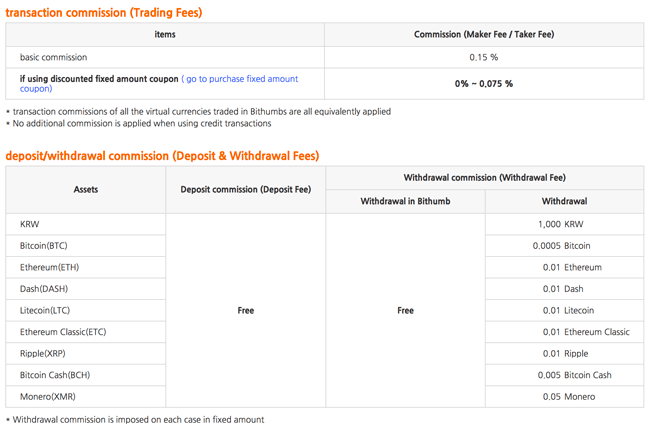 transaction commission (Trading Fees)
items Commission (Maker Fee / Taker Fee)
basic commission 0.15 %
if using discounted fixed amount coupon ( go to purchase fixed amount
coupon) 0% ~ 0,075 %
* transaction commissions of all the virtual currencies traded in Bithumbs are all equivalently applied
* No additional commission is applied when using credit transactions
deposit/withdrawal commission (Deposit & Withdrawal Fees)
Assets Deposit commission (Deposit Fee) Withdrawal commission (Withdrawal Fee)
Withdrawal in Bithumb Withdrawal
KRW 1,000 KRW
Bitcoin(BTC) 0.0005 Bitcoin
Ethereum(ETH) 0.01 Ethereum
Dash(DASH) 0.01 Dash
Litecoin(LTC) Free Free 0.01 Litecoin
Ethereum Classic(ETC) 0.01 Ethereum Classic
Ripple(XRP) 0.01 Ripple
Bitcoin Cash(BCH) 0.005 Bitcoin Cash
Monero(XMR) 0.05 Monero
* Withdrawal commission is imposed on each case in fixed amount